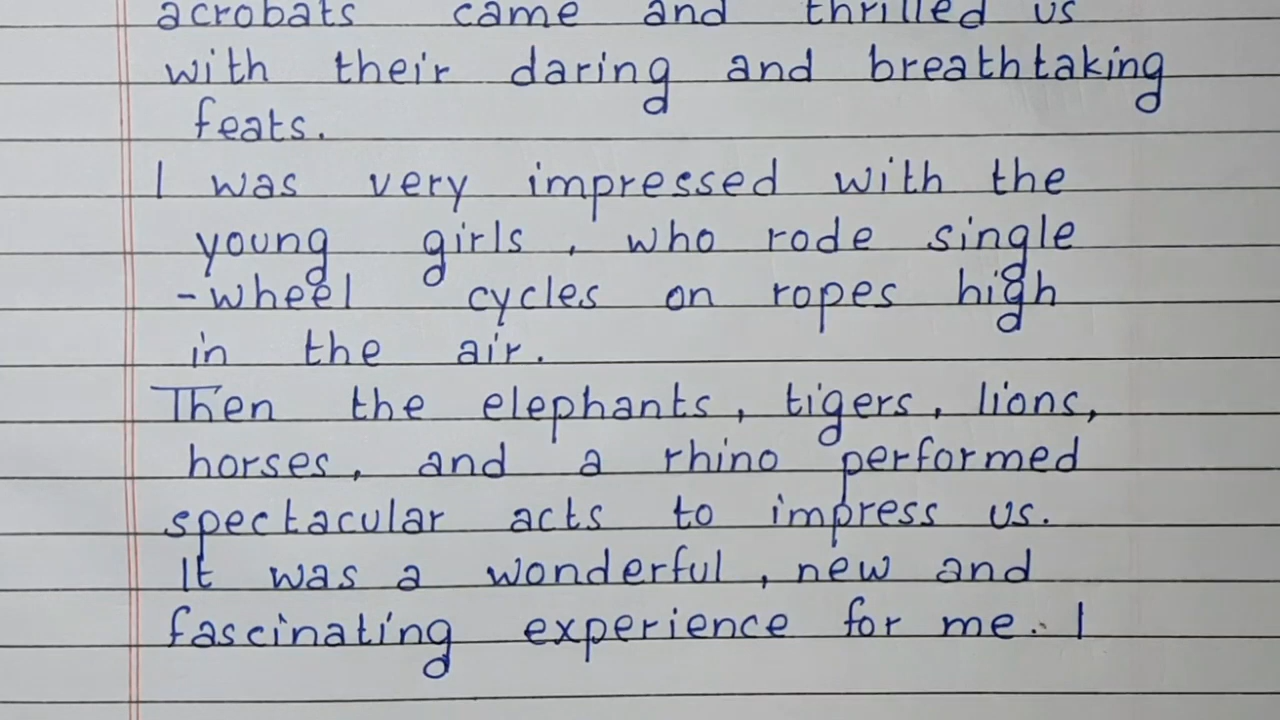 acrobats came and thrilled us
with their daring and breathtaking
feats.
I was very impressed with the
young girls, who rode single
-wheel cycles on ropes high
in the air.
Then the elephants, tigers, lions,
horses, and a rhino performed
spectacular acts to impress us.
It was a wonderful, new and
fascinating experience for me. I